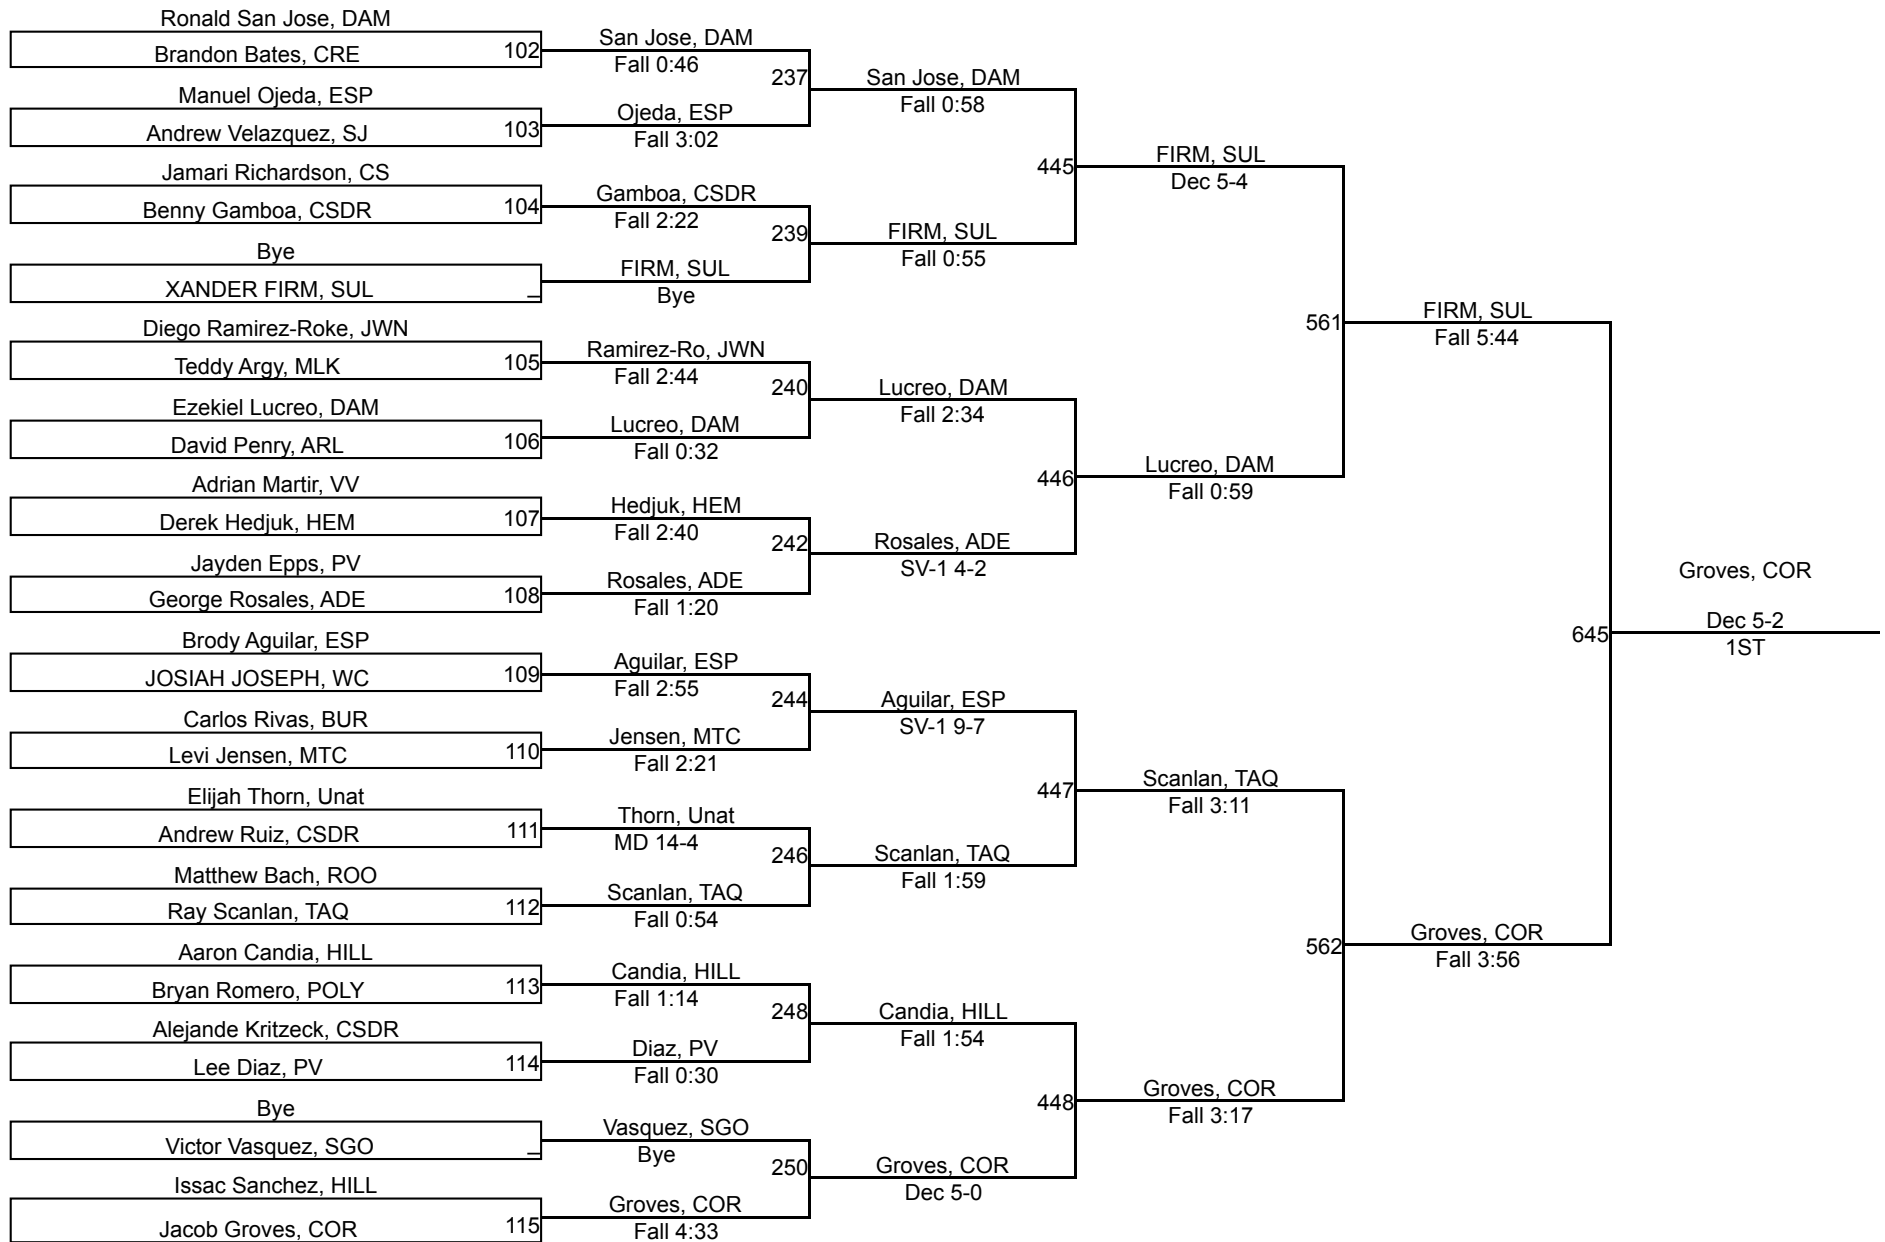 Ronald San Jose, DAM
Brandon Bates, CRE
102
San Jose, DAM
Fall 0:46
237
San Jose, DAM
Fall 0:58
Manuel Ojeda, ESP
Andrew Velazquez, SJ
103
Ojeda, ESP
Fall 3:02
445
FIRM, SUL
Dec 5-4
Jamari Richardson, CS
Benny Gamboa, CSDR
104
Gamboa, CSDR
Fall 2:22
239
FIRM, SUL
Fall 0:55
Bye
XANDER FIRM, SUL
_
FIRM, SUL
Bye
561
FIRM, SUL
Fall 5:44
Diego Ramirez-Roke, JWN
Teddy Argy, MLK
105
Ramirez-Ro, JWN
Fall 2:44
240
Lucreo, DAM
Fall 2:34
Ezekiel Lucreo, DAM
David Penry, ARL
106
Lucreo, DAM
Fall 0:32
446
Lucreo, DAM
Fall 0:59
Adrian Martir, VV
Derek Hedjuk, HEM
107
Hedjuk, HEM
Fall 2:40
242
Rosales, ADE
SV-1 4-2
Jayden Epps, PV
George Rosales, ADE
108
Rosales, ADE
Fall 1:20
645
Groves, COR
Dec 5-2
1ST
Brody Aguilar, ESP
JOSIAH JOSEPH, WC
109
Aguilar, ESP
Fall 2:55
244
Aguilar, ESP
SV-1 9-7
Carlos Rivas, BUR
Levi Jensen, MTC
110
Jensen, MTC
Fall 2:21
447
Scanlan, TAQ
Fall 3:11
Elijah Thorn, Unat
Andrew Ruiz, CSDR
111
Thorn, Unat
MD 14-4
246
Scanlan, TAQ
Fall 1:59
Matthew Bach, ROO
Ray Scanlan, TAQ
112
Scanlan, TAQ
Fall 0:54
562
Groves, COR
Fall 3:56
Aaron Candia, HILL
Bryan Romero, POLY
113
Candia, HILL
Fall 1:14
248
Candia, HILL
Fall 1:54
Alejande Kritzeck, CSDR
Lee Diaz, PV
114
Diaz, PV
Fall 0:30
448
Groves, COR
Fall 3:17
Bye
Victor Vasquez, SGO
_
Vasquez, SGO
Bye
250
Groves, COR
Dec 5-0
Issac Sanchez, HILL
Jacob Groves, COR
115
Groves, COR
Fall 4:33